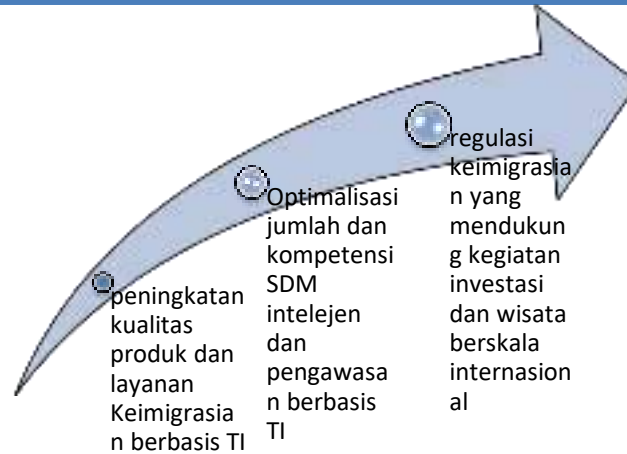 peningkatan
kualitas
produk dan
layanan
Keimigrasia
n berbasis TI
Optimalisasi
jumlah dan
kompetensi
SDM
intelejen
dan
pengawasa
n berbasis
TI
regulasi
keimigrasia
n yang
mendukun
g kegiatan
investasi
dan wisata
berskala
internasion
al